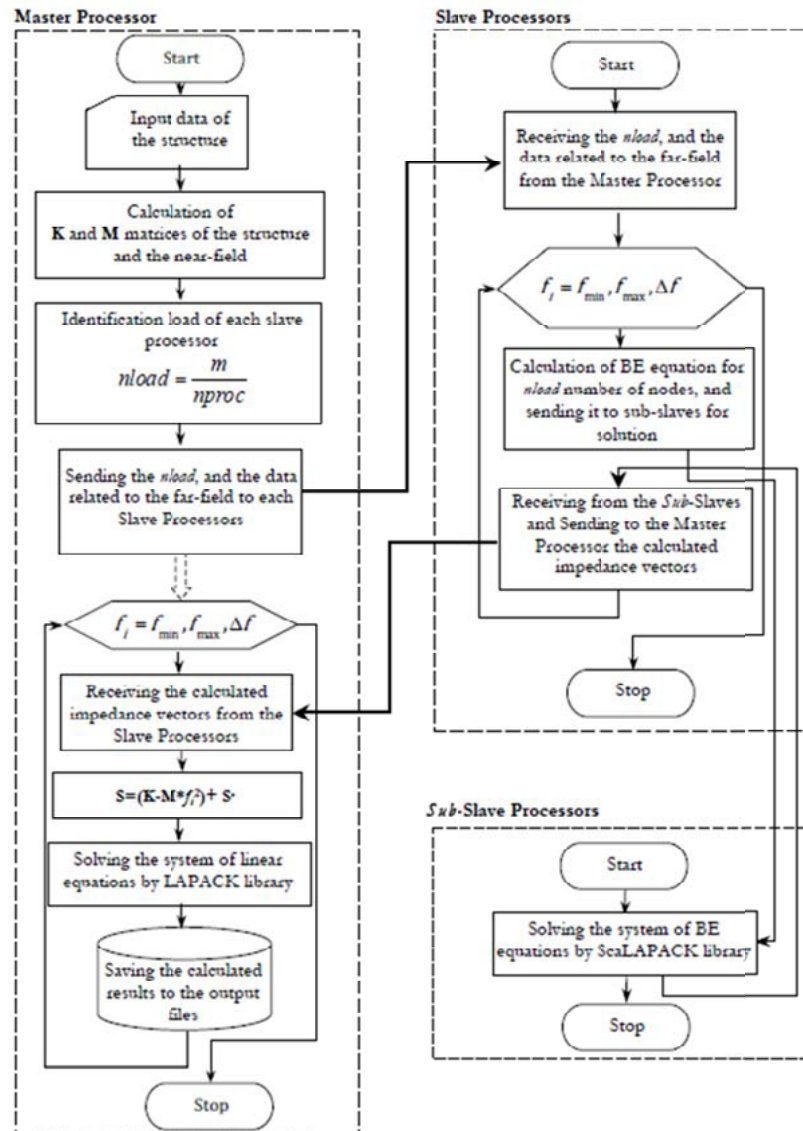 Master Processor
Start
Input data of
the structure
Calculation of
K and M matrices of the structure
and the near-field
Identification load of each slave
processor
nload = m / nproc
Sending the nload, and the data
related to the far-field to each
Slave Processors
f_i = f_min, f_max, Δf
Receiving the calculated
impedance vectors from the
Slave Processors
S=(K-M*f_i²)+ S*
Solving the system of linear
equations by LAPACK library
Saving the calculated
results to the output
files
Stop
Slave Processors
Start
Receiving the nload, and the
data related to the far-field
from the Master Processor
f_i = f_min, f_max, Δf
Calculation of BE equation for
nload number of nodes, and
sending it to sub-slaves for
solution
Receiving from the Sub-Slaves
and Sending to the Master
Processor the calculated
impedance vectors
Stop
Sub-Slave Processors
Start
Solving the system of BE
equations by ScaLAPACK library
Stop